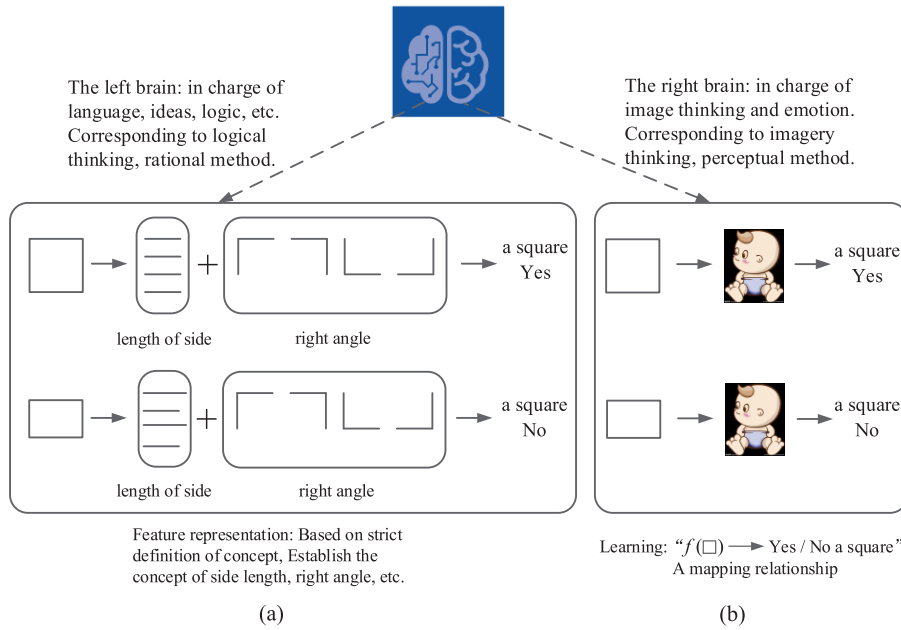 The left brain: in charge of
language, ideas, logic, etc.
Corresponding to logical
thinking, rational method.
The right brain: in charge of
image thinking and emotion.
Corresponding to imagery
thinking, perceptual method.
+
a square
Yes
length of side
right angle
+
a square
No
length of side
right angle
a square
Yes
a square
No
Feature representation: Based on strict
definition of concept, Establish the
concept of side length, right angle, etc.
(a)
Learning: “f(□) → Yes / No a square”
A mapping relationship
(b)